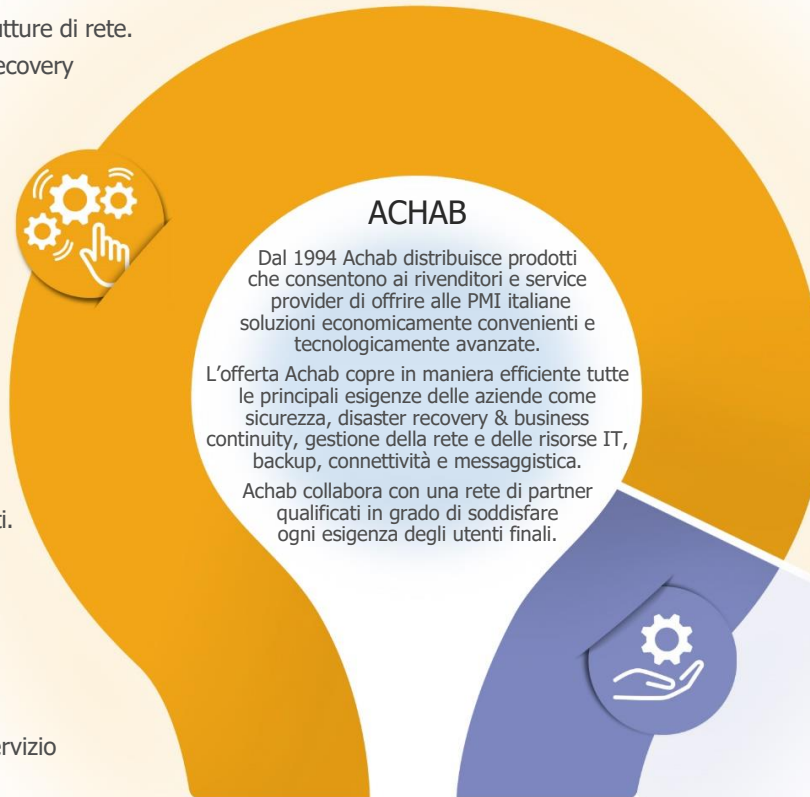 utture di rete.
ecovery
ACHAB
Dal 1994 Achab distribuisce prodotti
che consentono ai rivenditori e service
provider di offrire alle PMI italiane
soluzioni economicamente convenienti e
tecnologicamente avanzate.
L'offerta Achab copre in maniera efficiente tutte
le principali esigenze delle aziende come
sicurezza, disaster recovery & business
continuity, gestione della rete e delle risorse IT,
backup, connettività e messaggistica.
Achab collabora con una rete di partner
qualificati in grado di soddisfare
ogni esigenza degli utenti finali.
ti.
ervizio